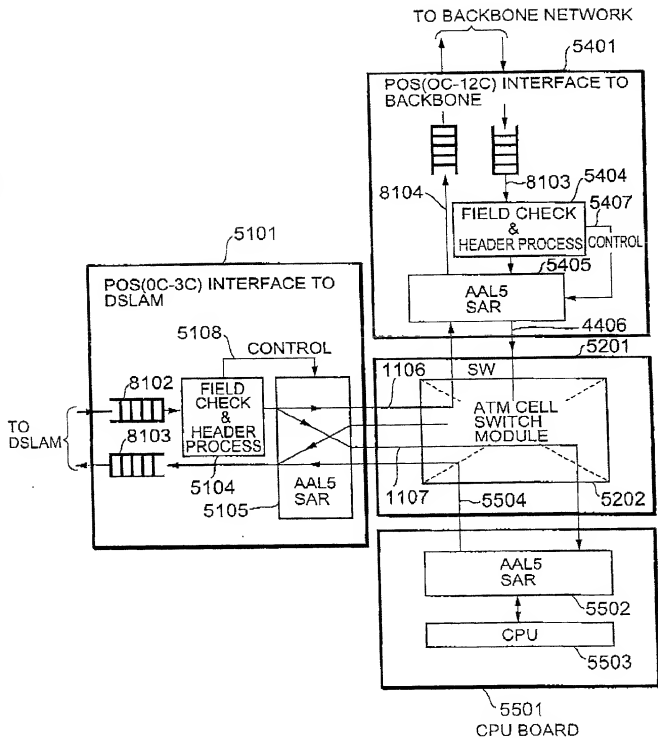 TO BACKBONE NETWORK
5401
POS(OC-12C) INTERFACE TO
BACKBONE
8104
8103
5404
5407
FIELD CHECK
&
HEADER PROCESS
CONTROL
5405
AAL5
SAR
4406
5101
POS(0C-3C) INTERFACE TO
DSLAM
5108
CONTROL
8102
FIELD
CHECK
&
HEADER
PROCESS
TO
DSLAM
8103
5104
5105
AAL5
SAR
1106
1107
5201
SW
ATM CELL
SWITCH
MODULE
5202
5504
AAL5
SAR
5502
CPU
5503
5501
CPU BOARD